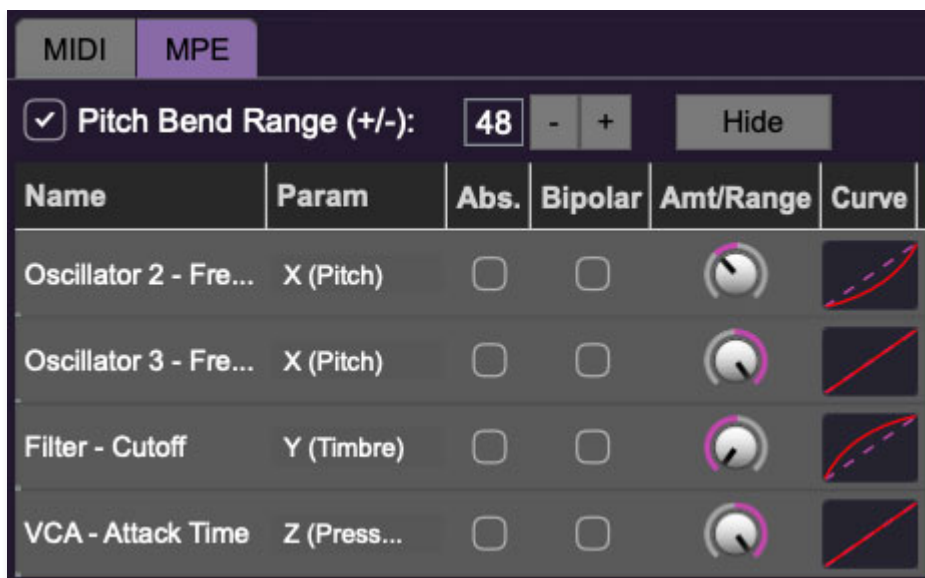 MIDI MPE
Pitch Bend Range (+/-): 48 - + Hide
Name Param Abs. Bipolar Amt/Range Curve
Oscillator 2 - Fre... X (Pitch)
Oscillator 3 - Fre... X (Pitch)
Filter - Cutoff Y (Timbre)
VCA - Attack Time Z (Press...